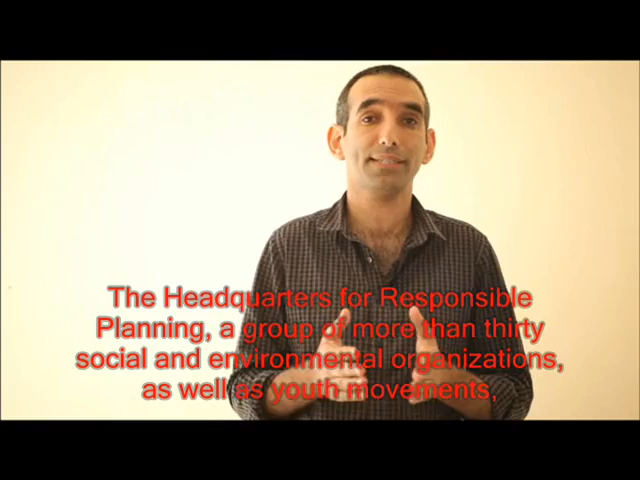 The Headquarters for Responsible
Planning, a group of more than thirty
social and environmental organizations,
as well as youth movements,